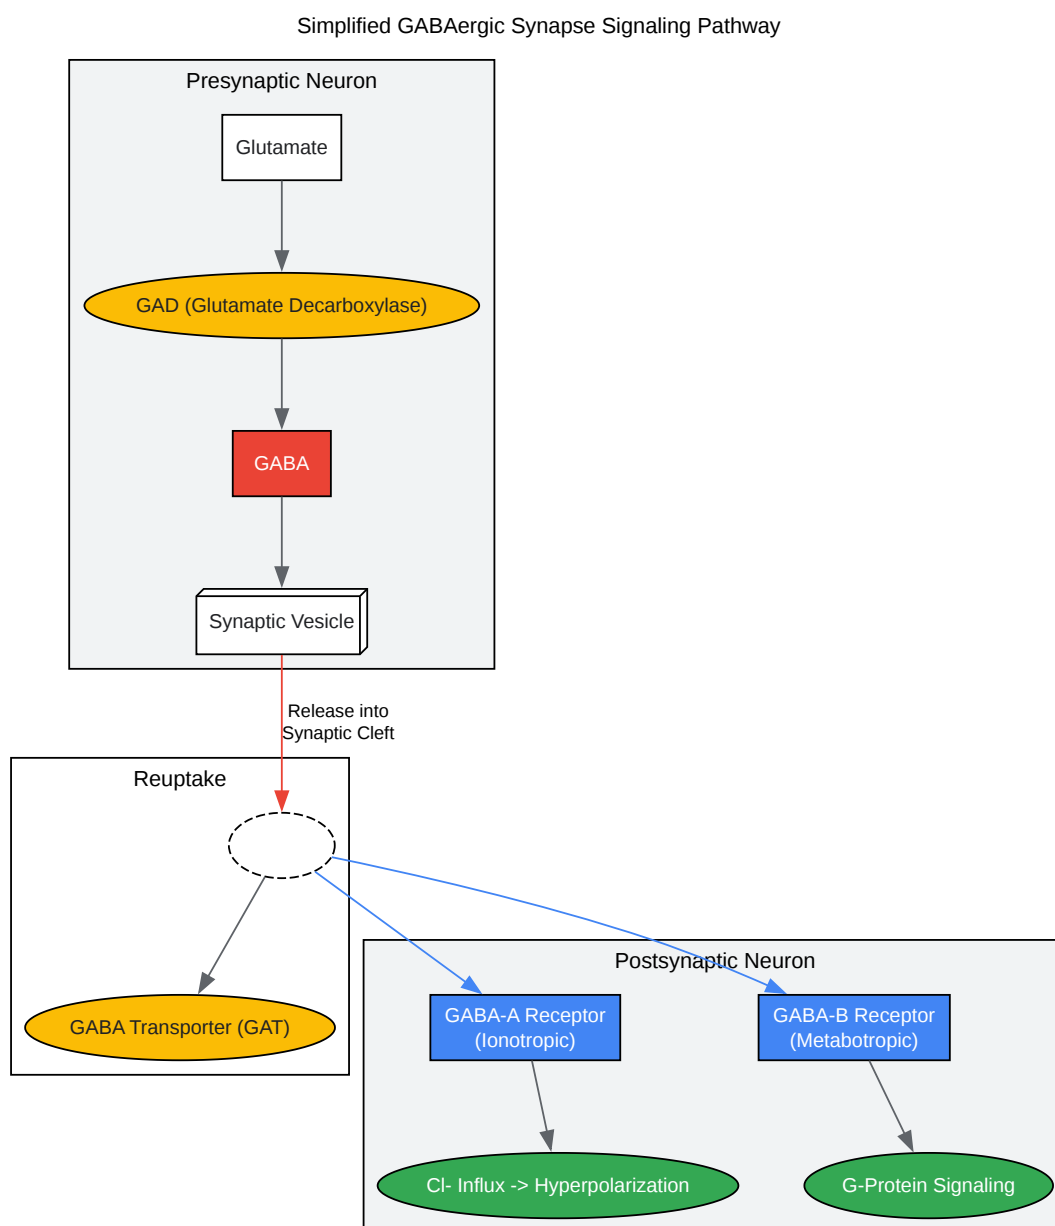 Simplified GABAergic Synapse Signaling Pathway
Presynaptic Neuron
Glutamate
GAD (Glutamate Decarboxylase)
GABA
Synaptic Vesicle
Release into
Synaptic Cleft
Reuptake
GABA Transporter (GAT)
Postsynaptic Neuron
GABA-A Receptor
(Ionotropic)
GABA-B Receptor
(Metabotropic)
Cl- Influx -> Hyperpolarization
G-Protein Signaling